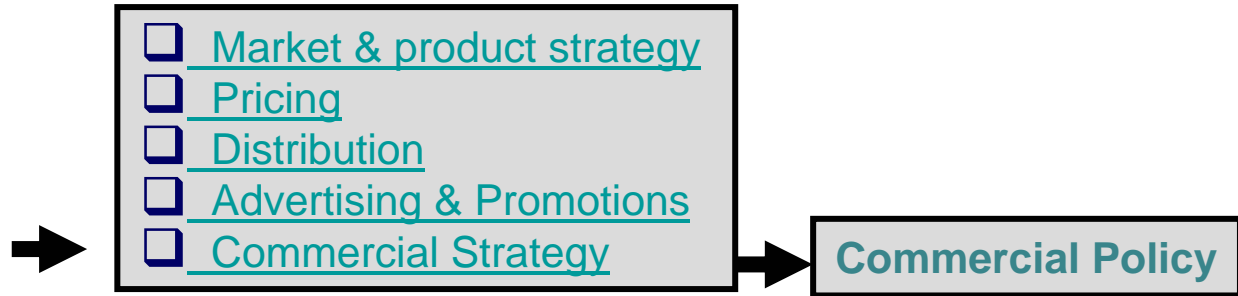 Market & product strategy
Pricing
Distribution
Advertising & Promotions
Commercial Strategy
Commercial Policy